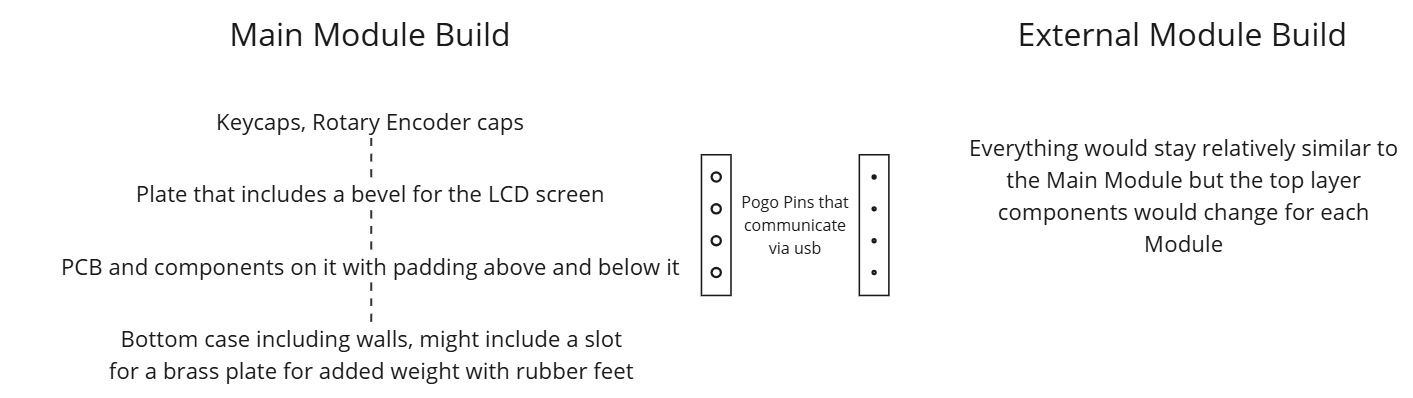 Main Module Build
Keycaps, Rotary Encoder caps
Plate that includes a bevel for the LCD screen
PCB and components on it with padding above and below it
Bottom case including walls, might include a slot
for a brass plate for added weight with rubber feet
Pogo Pins that
communicate
via usb
External Module Build
Everything would stay relatively similar to
the Main Module but the top layer
components would change for each
Module